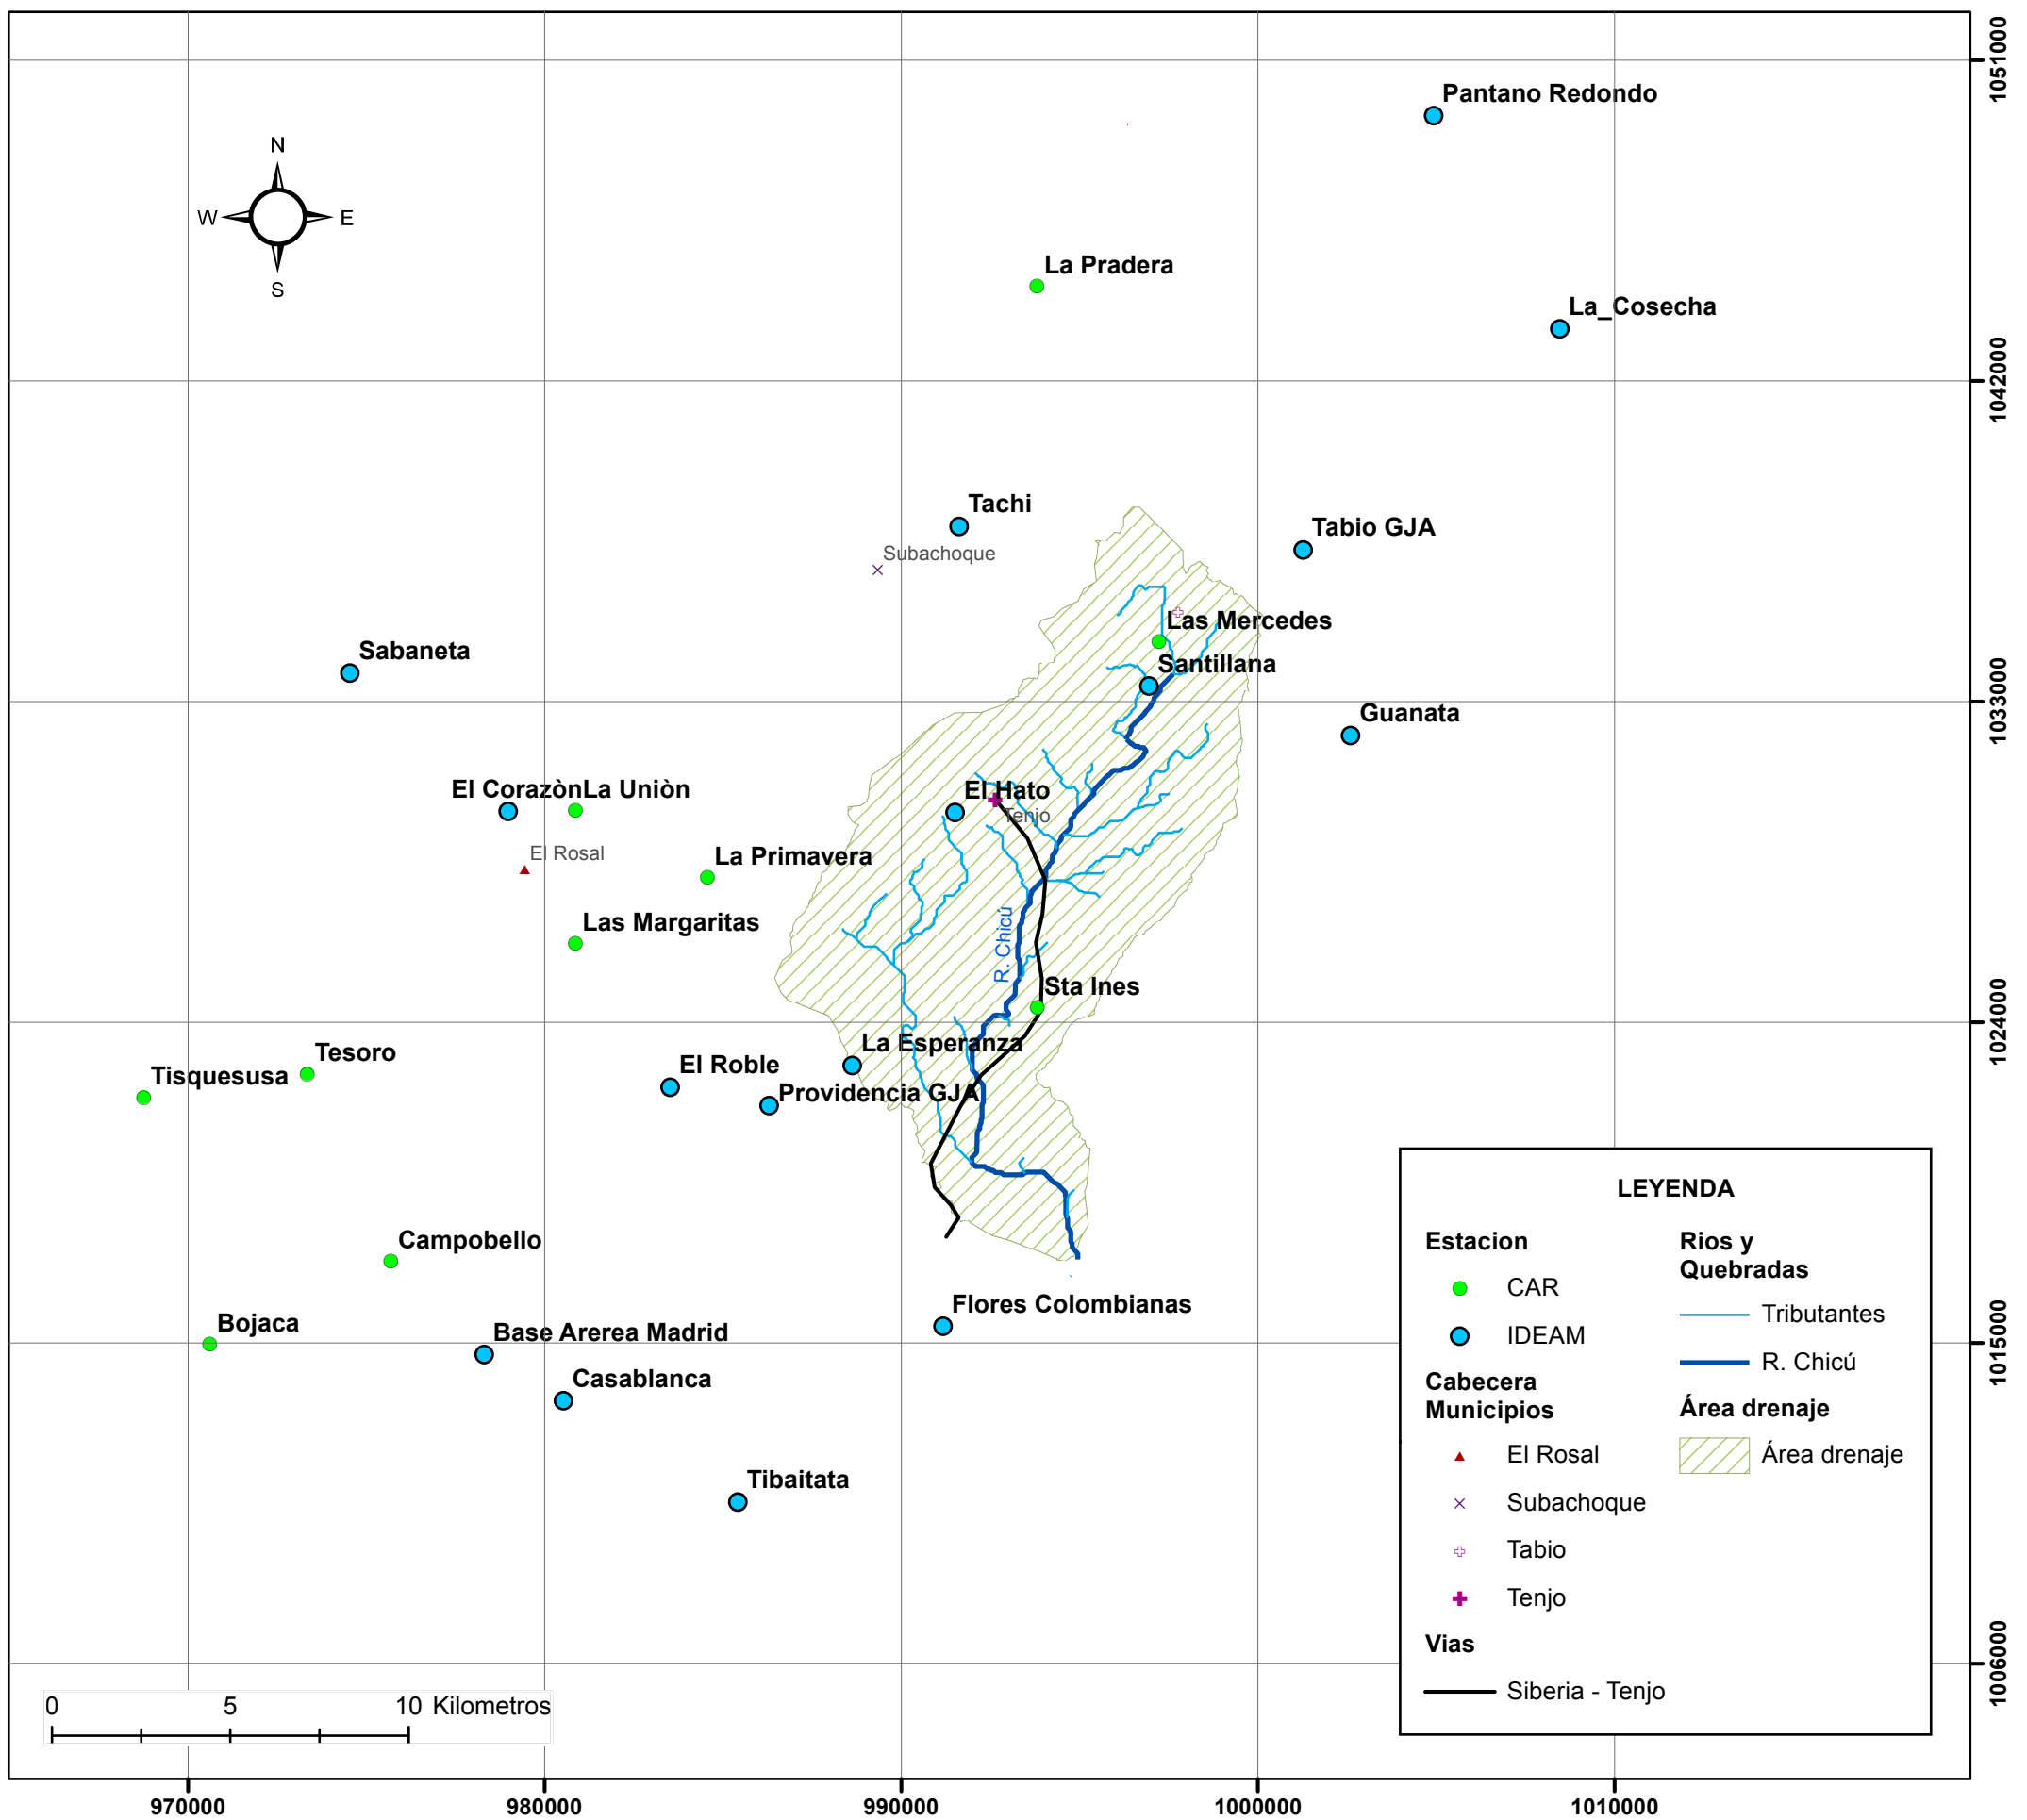 1051000
Pantano Redondo
N
W
E
S
La Pradera
La_Cosecha
1042000
Tachi
Tabio GJA
Subachoque
Las Mercedes
Sabaneta
Santillana
1033000
Guanata
El CorazònLa Uniòn
El Hato
Tenjo
El Rosal
La Primavera
Las Margaritas
R. Chicú
Sta Ines
1024000
La Esperanza
Tesoro
El Roble
Tisquesusa
Providencia GJA
Campobello
Flores Colombianas
Bojaca
Base Arerea Madrid
1015000
Casablanca
Tibaitata
LEYENDA
Estacion
CAR
IDEAM
Cabecera
Municipios
El Rosal
Subachoque
Tabio
Tenjo
Vias
Siberia - Tenjo
Rios y
Quebradas
Tributantes
R. Chicú
Área drenaje
Área drenaje
1006000
0 5 10 Kilometros
970000 980000 990000 1000000 1010000